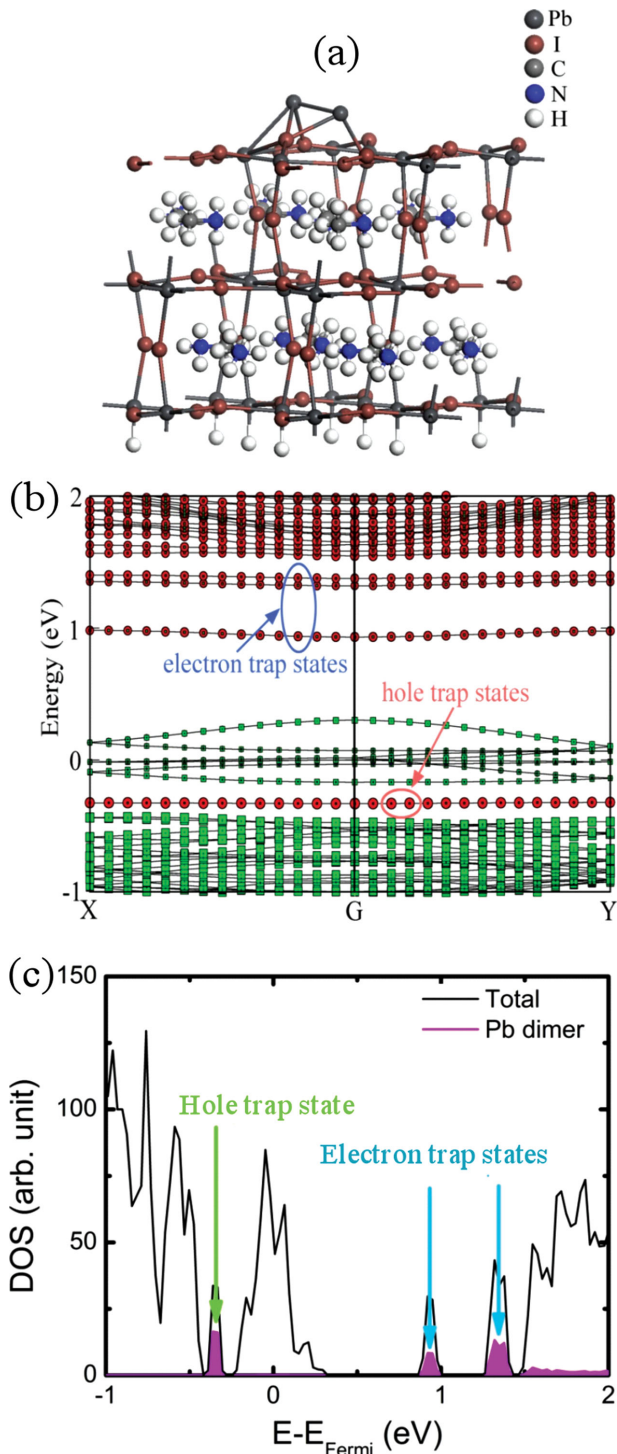 (a)
Pb
I
C
N
H
(b)
2
1
0
-1
Energy (eV)
electron trap states
hole trap states
X
G
Y
(c)
150
100
50
0
DOS (arb. unit)
Total
Pb dimer
Hole trap state
Electron trap states
-1
0
1
2
E-E_Fermi (eV)